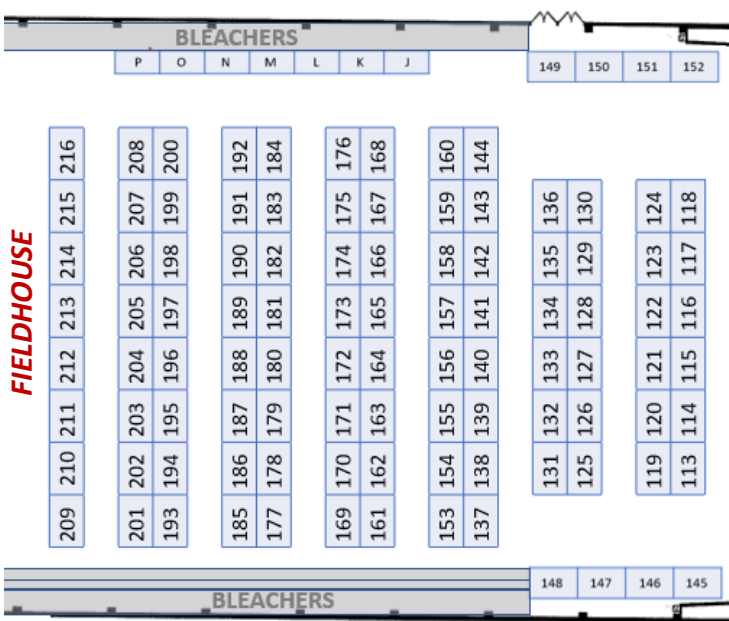 BLEACHERS
P O N M L K J
149 150 151 152
216 208 200 192 184 176 168 160 144
215 207 199 191 183 175 167 159 143 136 130 124 118
214 206 198 190 182 174 166 158 142 135 129 123 117
213 205 197 189 181 173 165 157 141 134 128 122 116
212 204 196 188 180 172 164 156 140 133 127 121 115
211 203 195 187 179 171 163 155 139 132 126 120 114
210 202 194 186 178 170 162 154 138 131 125 119 113
209 201 193 185 177 169 161 153 137
FIELDHOUSE
148 147 146 145
BLEACHERS